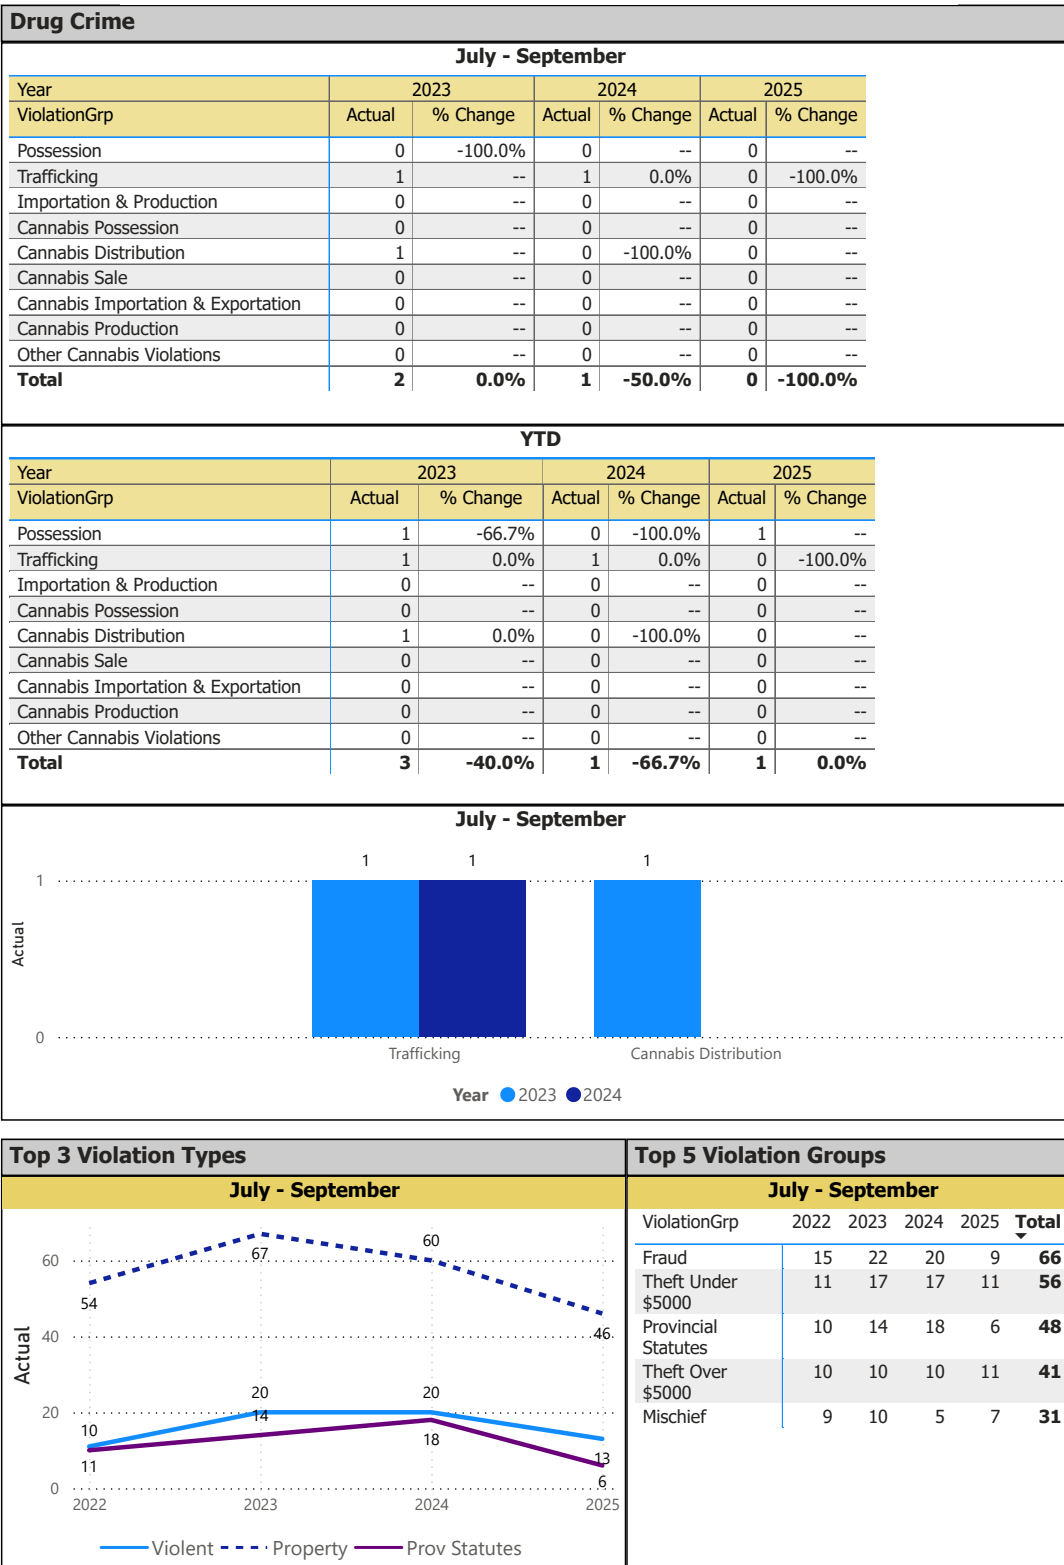 Drug Crime
July - September
Year 2023 2024 2025
ViolationGrp Actual % Change Actual % Change Actual % Change
Possession 0 -100.0% 0 -- 0 --
Trafficking 1 -- 1 0.0% 0 -100.0%
Importation & Production 0 -- 0 -- 0 --
Cannabis Possession 0 -- 0 -- 0 --
Cannabis Distribution 1 -- 0 -100.0% 0 --
Cannabis Sale 0 -- 0 -- 0 --
Cannabis Importation & Exportation 0 -- 0 -- 0 --
Cannabis Production 0 -- 0 -- 0 --
Other Cannabis Violations 0 -- 0 -- 0 --
Total 2 0.0% 1 -50.0% 0 -100.0%
YTD
Year 2023 2024 2025
ViolationGrp Actual % Change Actual % Change Actual % Change
Possession 1 -66.7% 0 -100.0% 1 --
Trafficking 1 0.0% 1 0.0% 0 -100.0%
Importation & Production 0 -- 0 -- 0 --
Cannabis Possession 0 -- 0 -- 0 --
Cannabis Distribution 1 0.0% 0 -100.0% 0 --
Cannabis Sale 0 -- 0 -- 0 --
Cannabis Importation & Exportation 0 -- 0 -- 0 --
Cannabis Production 0 -- 0 -- 0 --
Other Cannabis Violations 0 -- 0 -- 0 --
Total 3 -40.0% 1 -66.7% 1 0.0%
July - September
1 1 1
1
Actual
0
Trafficking Cannabis Distribution
Year 2023 2024
Top 3 Violation Types
July - September
60
40
20
0
Actual
54 67 60 46
10 20 20 13
11 14 18 6
2022 2023 2024 2025
Violent Property Prov Statutes
Top 5 Violation Groups
July - September
ViolationGrp 2022 2023 2024 2025 Total
Fraud 15 22 20 9 66
Theft Under 11 17 17 11 56
$5000
Provincial 10 14 18 6 48
Statutes
Theft Over 10 10 10 11 41
$5000
Mischief 9 10 5 7 31